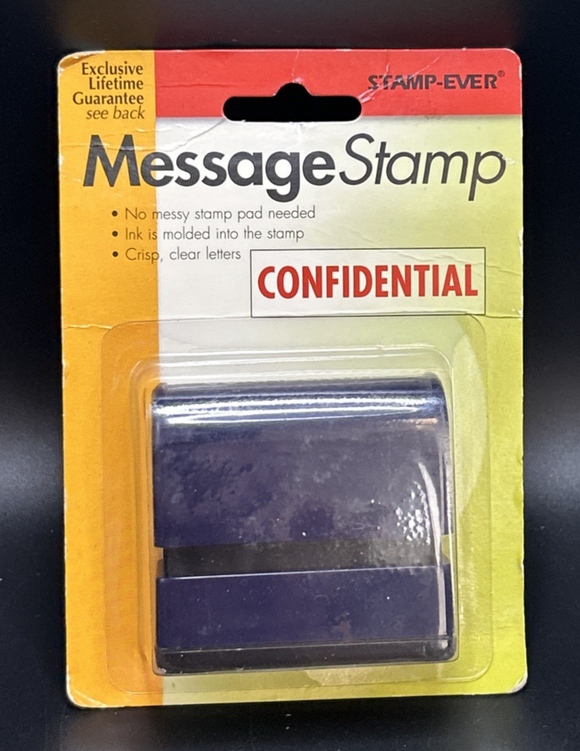 Exclusive
Lifetime
Guarantee
see back
STAMP-EVER®
MessageStamp
• No messy stamp pad needed
• Ink is molded into the stamp
• Crisp, clear letters
CONFIDENTIAL